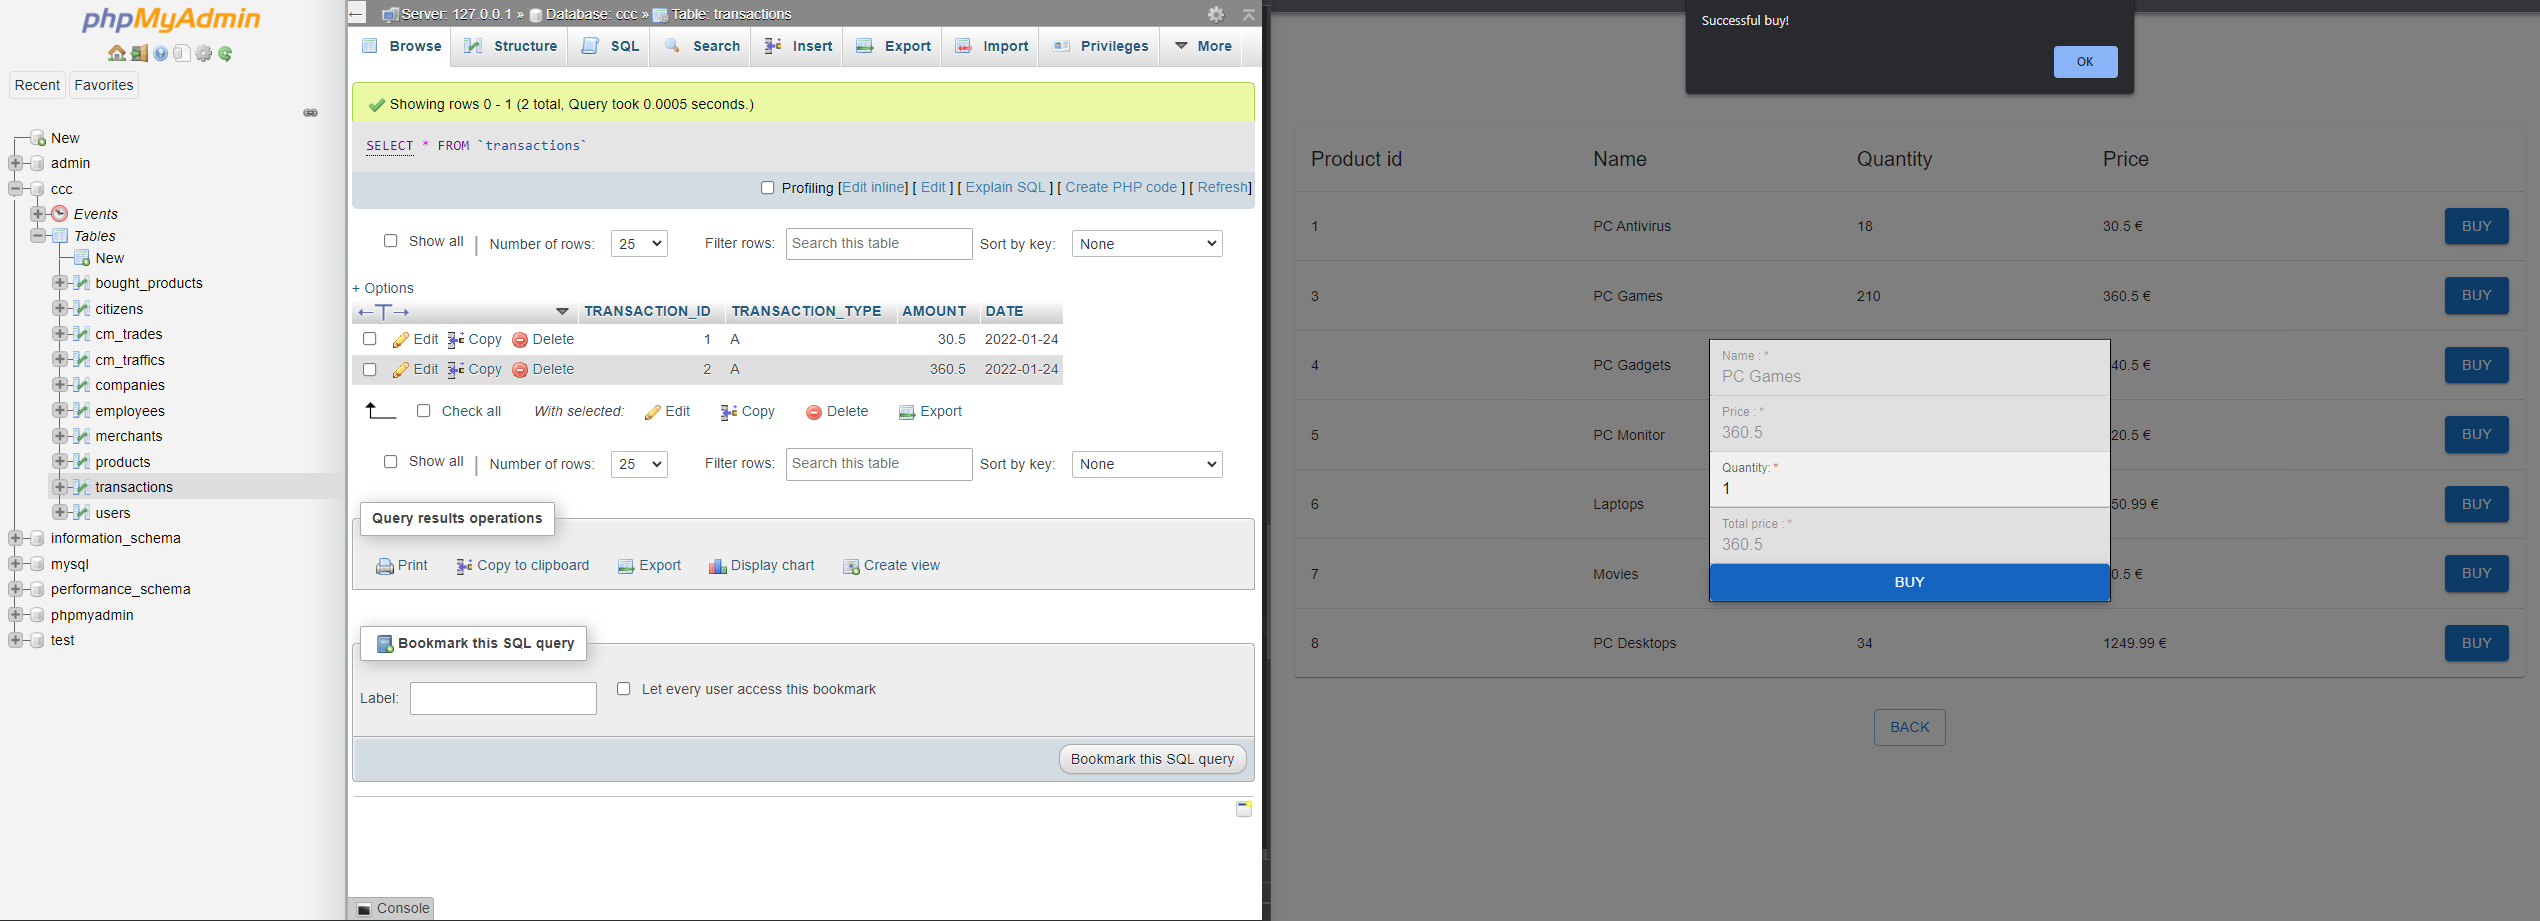 phpMyAdmin
Recent Favorites
New
admin
ccc
Events
Tables
New
bought_products
citizens
cm_trades
cm_traffics
companies
employees
merchants
products
transactions
users
information_schema
mysql
performance_schema
phpmyadmin
test
Server: 127.0.0.1 » Database: ccc » Table: transactions
Browse Structure SQL Search Insert Export Import Privileges More
Showing rows 0 - 1 (2 total, Query took 0.0005 seconds.)
SELECT * FROM `transactions`
Profiling [Edit inline] [ Edit ] [ Explain SQL ] [ Create PHP code ] [ Refresh]
Show all | Number of rows: 25 Filter rows: Search this table Sort by key: None
+ Options
TRANSACTION_ID TRANSACTION_TYPE AMOUNT DATE
Edit Copy Delete 1 A 30.5 2022-01-24
Edit Copy Delete 2 A 360.5 2022-01-24
Check all With selected: Edit Copy Delete Export
Show all | Number of rows: 25 Filter rows: Search this table Sort by key: None
Query results operations
Print Copy to clipboard Export Display chart Create view
Bookmark this SQL query
Label: Let every user access this bookmark
Bookmark this SQL query
Console
Successful buy!
OK
Product id Name Quantity Price
1 PC Antivirus 18 30.5 € BUY
3 PC Games 210 360.5 € BUY
4 PC Gadgets 40.5 € BUY
5 PC Monitor 20.5 € BUY
6 Laptops 50.99 € BUY
7 Movies 0.5 € BUY
8 PC Desktops 34 1249.99 € BUY
Name : *
PC Games
Price : *
360.5
Quantity: *
1
Total price : *
360.5
BUY
BACK